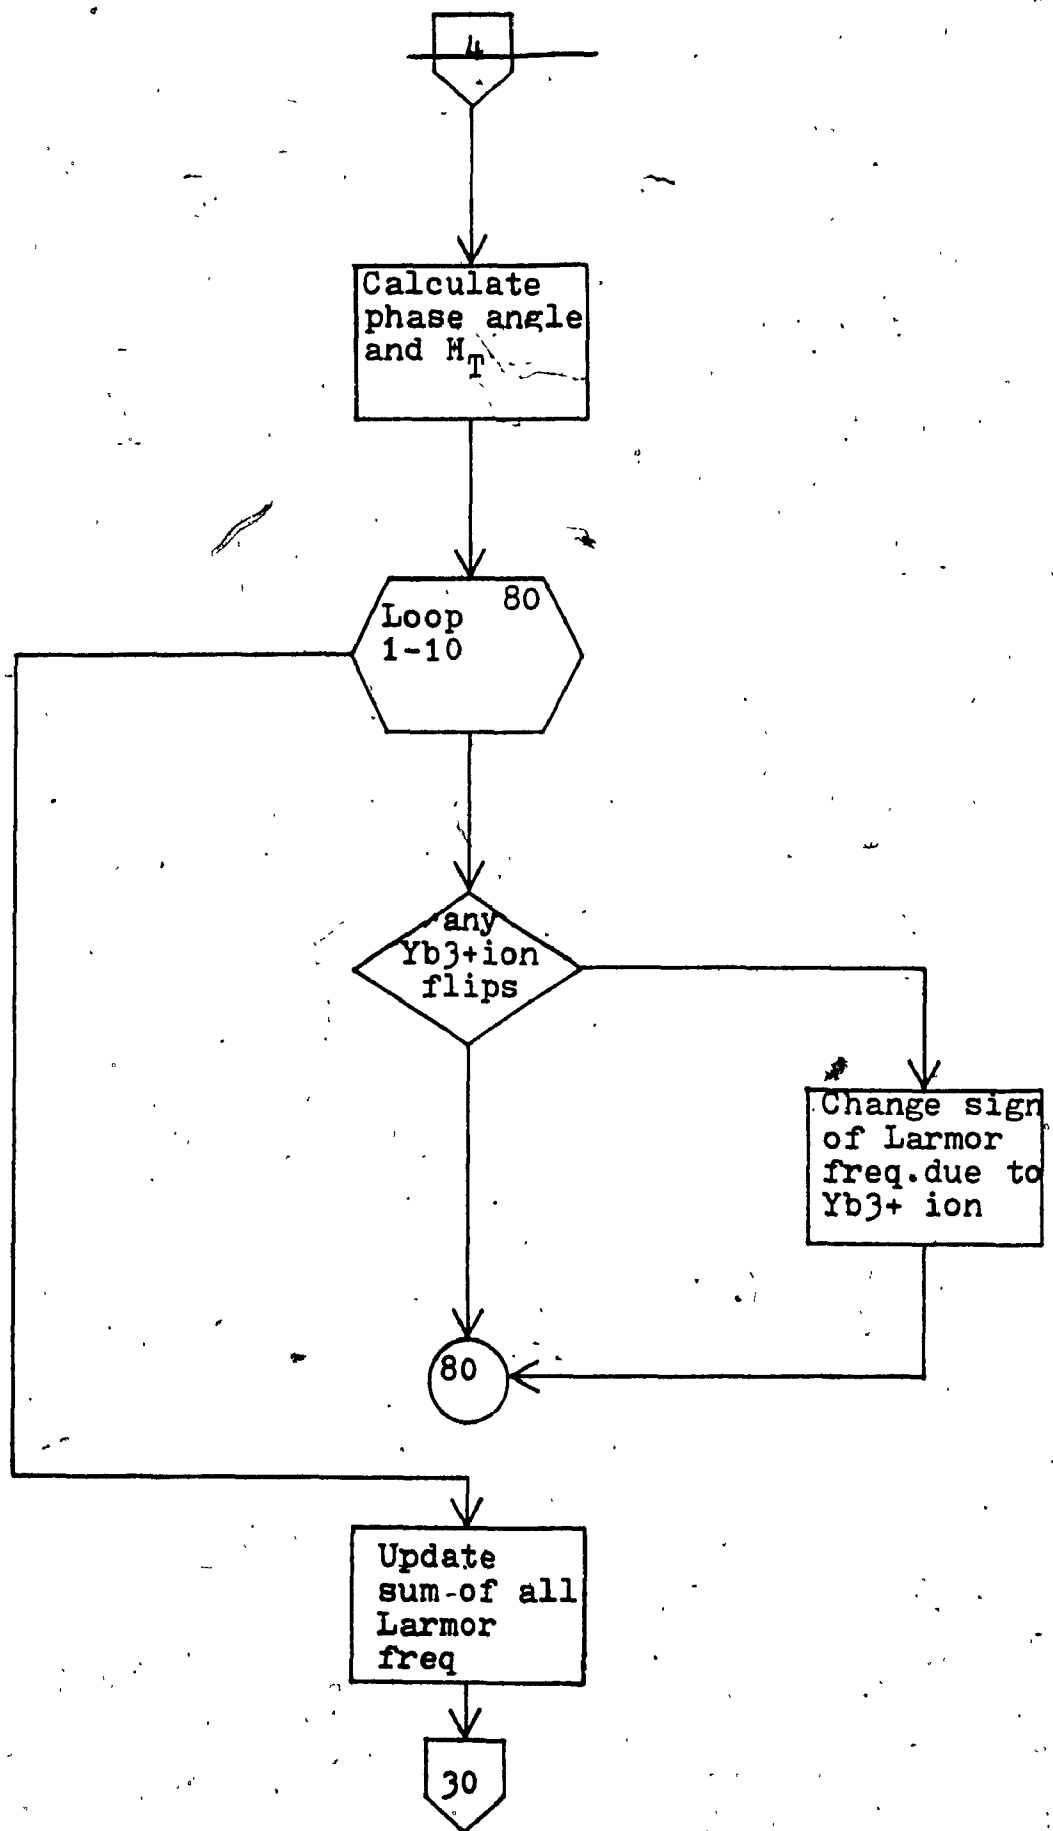 4
Calculate
phase angle
and M_T
80
Loop
1-10
any
Yb3+ion
flips
Change sign
of Larmor
freq.due to
Yb3+ ion
80
Update
sum of all
Larmor
freq
30